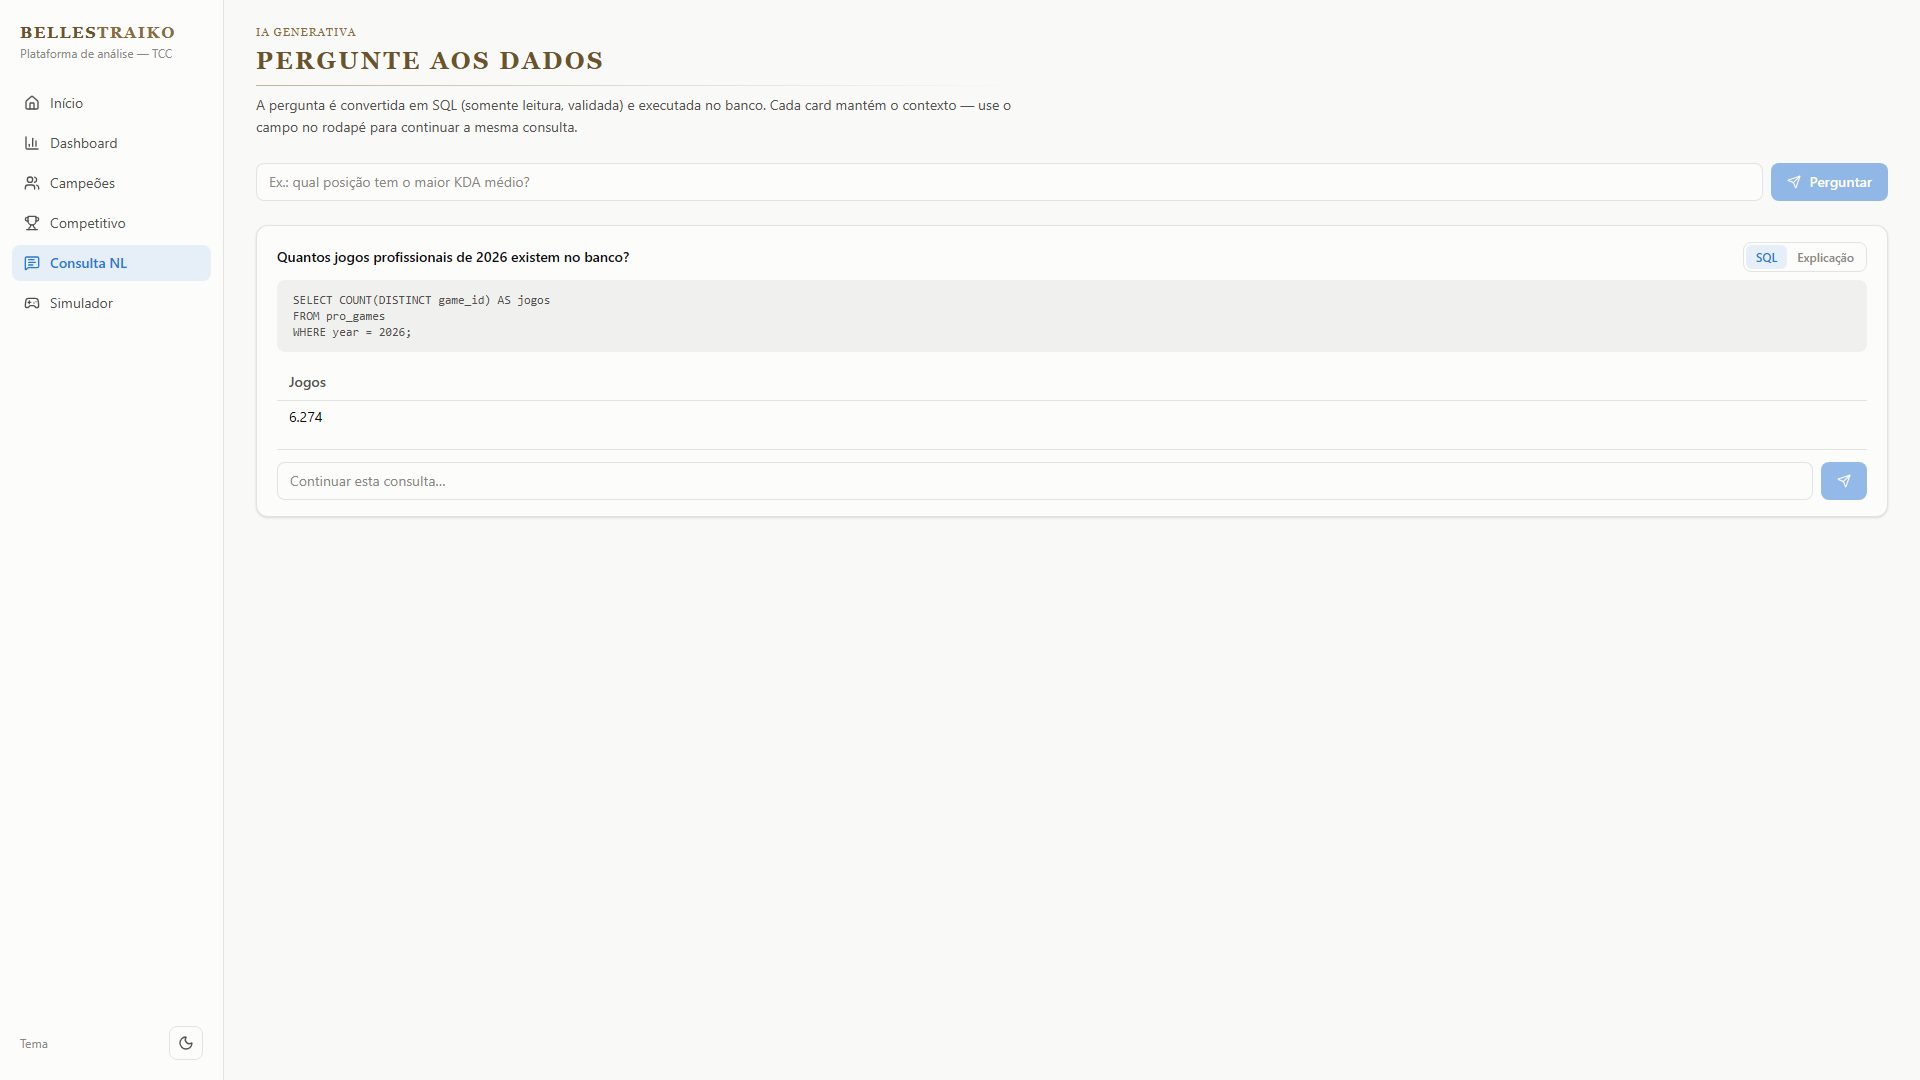 BELLESTRAIKO
Plataforma de análise — TCC
Início
Dashboard
Campeões
Competitivo
Consulta NL
Simulador
Tema
IA GENERATIVA
PERGUNTE AOS DADOS
A pergunta é convertida em SQL (somente leitura, validada) e executada no banco. Cada card mantém o contexto — use o
campo no rodapé para continuar a mesma consulta.
Ex.: qual posição tem o maior KDA médio?
Perguntar
Quantos jogos profissionais de 2026 existem no banco?
SQL
Explicação
SELECT COUNT(DISTINCT game_id) AS jogos
FROM pro_games
WHERE year = 2026;
Jogos
6.274
Continuar esta consulta...